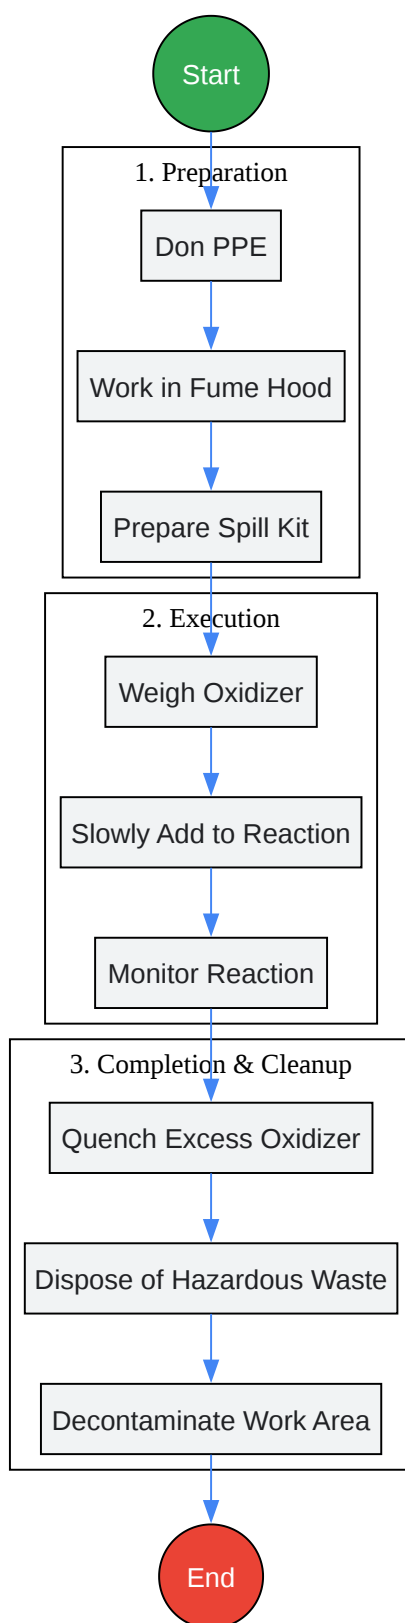 Start
1. Preparation
Don PPE
Work in Fume Hood
Prepare Spill Kit
2. Execution
Weigh Oxidizer
Slowly Add to Reaction
Monitor Reaction
3. Completion & Cleanup
Quench Excess Oxidizer
Dispose of Hazardous Waste
Decontaminate Work Area
End